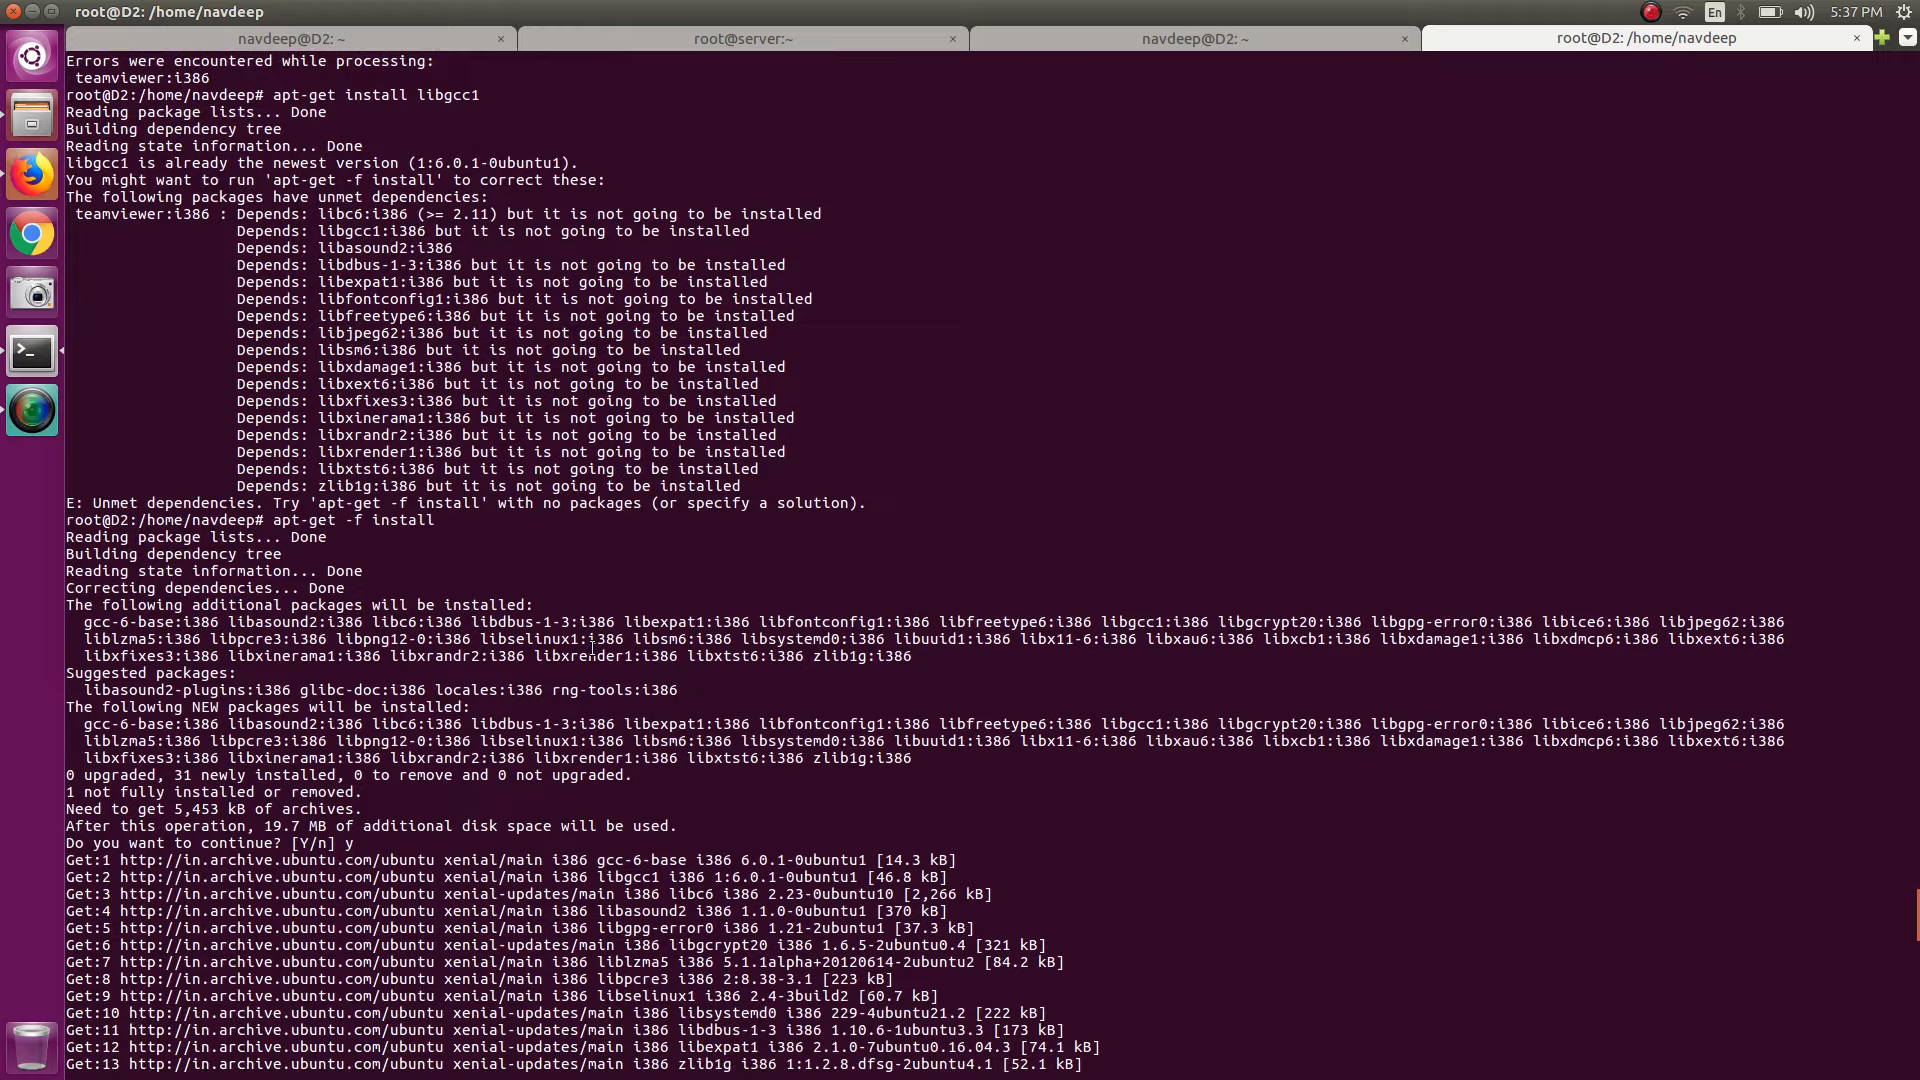 root@D2: /home/navdeep
En
5:37 PM
navdeep@D2: ~ ×
root@server:~ ×
navdeep@D2: ~ ×
root@D2: /home/navdeep ×
Errors were encountered while processing:
teamviewer:i386
root@D2:/home/navdeep# apt-get install libgcc1
Reading package lists... Done
Building dependency tree
Reading state information... Done
libgcc1 is already the newest version (1:6.0.1-0ubuntu1).
You might want to run 'apt-get -f install' to correct these:
The following packages have unmet dependencies:
teamviewer:i386 : Depends: libc6:i386 (>= 2.11) but it is not going to be installed
Depends: libgcc1:i386 but it is not going to be installed
Depends: libasound2:i386
Depends: libdbus-1-3:i386 but it is not going to be installed
Depends: libexpat1:i386 but it is not going to be installed
Depends: libfontconfig1:i386 but it is not going to be installed
Depends: libfreetype6:i386 but it is not going to be installed
Depends: libjpeg62:i386 but it is not going to be installed
Depends: libsm6:i386 but it is not going to be installed
Depends: libxdamage1:i386 but it is not going to be installed
Depends: libxext6:i386 but it is not going to be installed
Depends: libxfixes3:i386 but it is not going to be installed
Depends: libxinerama1:i386 but it is not going to be installed
Depends: libxrandr2:i386 but it is not going to be installed
Depends: libxrender1:i386 but it is not going to be installed
Depends: libxtst6:i386 but it is not going to be installed
Depends: zlib1g:i386 but it is not going to be installed
E: Unmet dependencies. Try 'apt-get -f install' with no packages (or specify a solution).
root@D2:/home/navdeep# apt-get -f install
Reading package lists... Done
Building dependency tree
Reading state information... Done
Correcting dependencies... Done
The following additional packages will be installed:
gcc-6-base:i386 libasound2:i386 libc6:i386 libdbus-1-3:i386 libexpat1:i386 libfontconfig1:i386 libfreetype6:i386 libgcc1:i386 libgcrypt20:i386 libgpg-error0:i386 libice6:i386 libjpeg62:i386
liblzma5:i386 libpcre3:i386 libpng12-0:i386 libselinux1:i386 libsm6:i386 libsystemd0:i386 libuuid1:i386 libx11-6:i386 libxau6:i386 libxcb1:i386 libxdamage1:i386 libxdmcp6:i386 libxext6:i386
libxfixes3:i386 libxinerama1:i386 libxrandr2:i386 libxrender1:i386 libxtst6:i386 zlib1g:i386
Suggested packages:
libasound2-plugins:i386 glibc-doc:i386 locales:i386 rng-tools:i386
The following NEW packages will be installed:
gcc-6-base:i386 libasound2:i386 libc6:i386 libdbus-1-3:i386 libexpat1:i386 libfontconfig1:i386 libfreetype6:i386 libgcc1:i386 libgcrypt20:i386 libgpg-error0:i386 libice6:i386 libjpeg62:i386
liblzma5:i386 libpcre3:i386 libpng12-0:i386 libselinux1:i386 libsm6:i386 libsystemd0:i386 libuuid1:i386 libx11-6:i386 libxau6:i386 libxcb1:i386 libxdamage1:i386 libxdmcp6:i386 libxext6:i386
libxfixes3:i386 libxinerama1:i386 libxrandr2:i386 libxrender1:i386 libxtst6:i386 zlib1g:i386
0 upgraded, 31 newly installed, 0 to remove and 0 not upgraded.
1 not fully installed or removed.
Need to get 5,453 kB of archives.
After this operation, 19.7 MB of additional disk space will be used.
Do you want to continue? [Y/n] y
Get:1 http://in.archive.ubuntu.com/ubuntu xenial/main i386 gcc-6-base i386 6.0.1-0ubuntu1 [14.3 kB]
Get:2 http://in.archive.ubuntu.com/ubuntu xenial/main i386 libgcc1 i386 1:6.0.1-0ubuntu1 [46.8 kB]
Get:3 http://in.archive.ubuntu.com/ubuntu xenial-updates/main i386 libc6 i386 2.23-0ubuntu10 [2,266 kB]
Get:4 http://in.archive.ubuntu.com/ubuntu xenial/main i386 libasound2 i386 1.1.0-0ubuntu1 [370 kB]
Get:5 http://in.archive.ubuntu.com/ubuntu xenial/main i386 libgpg-error0 i386 1.21-2ubuntu1 [37.3 kB]
Get:6 http://in.archive.ubuntu.com/ubuntu xenial-updates/main i386 libgcrypt20 i386 1.6.5-2ubuntu0.4 [321 kB]
Get:7 http://in.archive.ubuntu.com/ubuntu xenial/main i386 liblzma5 i386 5.1.1alpha+20120614-2ubuntu2 [84.2 kB]
Get:8 http://in.archive.ubuntu.com/ubuntu xenial/main i386 libpcre3 i386 2:8.38-3.1 [223 kB]
Get:9 http://in.archive.ubuntu.com/ubuntu xenial/main i386 libselinux1 i386 2.4-3build2 [60.7 kB]
Get:10 http://in.archive.ubuntu.com/ubuntu xenial-updates/main i386 libsystemd0 i386 229-4ubuntu21.2 [222 kB]
Get:11 http://in.archive.ubuntu.com/ubuntu xenial-updates/main i386 libdbus-1-3 i386 1.10.6-1ubuntu3.3 [173 kB]
Get:12 http://in.archive.ubuntu.com/ubuntu xenial-updates/main i386 libexpat1 i386 2.1.0-7ubuntu0.16.04.3 [74.1 kB]
Get:13 http://in.archive.ubuntu.com/ubuntu xenial-updates/main i386 zlib1g i386 1:1.2.8.dfsg-2ubuntu4.1 [52.1 kB]